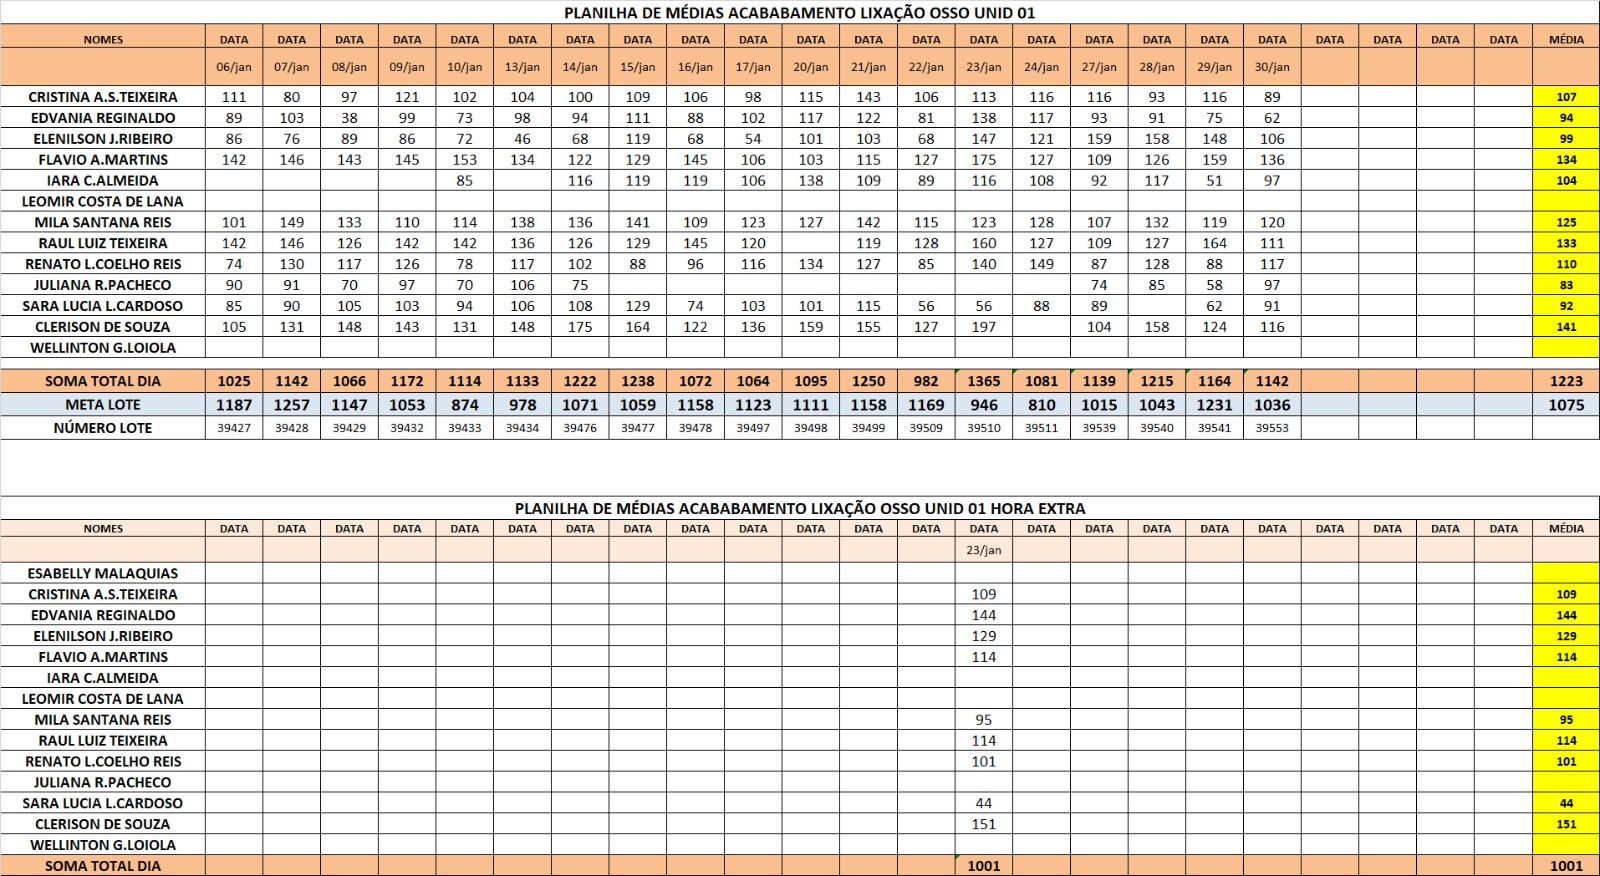 PLANILHA DE MÉDIAS ACABABAMENTO LIXAÇÃO OSSO UNID 01
NOMES DATA DATA DATA DATA DATA DATA DATA DATA DATA DATA DATA DATA DATA DATA DATA DATA DATA DATA DATA DATA DATA DATA DATA MÉDIA
06/jan 07/jan 08/jan 09/jan 10/jan 13/jan 14/jan 15/jan 16/jan 17/jan 20/jan 21/jan 22/jan 23/jan 24/jan 27/jan 28/jan 29/jan 30/jan
CRISTINA A.S.TEIXEIRA 111 80 97 121 102 104 100 109 106 98 115 143 106 113 116 116 93 116 89 107
EDVANIA REGINALDO 89 103 38 99 73 98 94 111 88 102 117 122 81 138 117 93 91 75 62 94
ELENILSON J.RIBEIRO 86 76 89 86 72 46 68 119 68 54 101 103 68 147 121 159 158 148 106 99
FLAVIO A.MARTINS 142 146 143 145 153 134 122 129 145 106 103 115 127 175 127 109 126 159 136 134
IARA C.ALMEIDA 85 116 119 119 106 138 109 89 116 108 92 117 51 97 104
LEOMIR COSTA DE LANA
MILA SANTANA REIS 101 149 133 110 114 138 136 141 109 123 127 142 115 123 128 107 132 119 120 125
RAUL LUIZ TEIXEIRA 142 146 126 142 142 136 126 129 145 120 119 128 160 127 109 127 164 111 133
RENATO L.COELHO REIS 74 130 117 126 78 117 102 88 96 116 134 127 85 140 149 87 128 88 117 110
JULIANA R.PACHECO 90 91 70 97 70 106 75 74 85 58 97 83
SARA LUCIA L.CARDOSO 85 90 105 103 94 106 108 129 74 103 101 115 56 56 88 89 62 91 92
CLERISON DE SOUZA 105 131 148 143 131 148 175 164 122 136 159 155 127 197 104 158 124 116 141
WELLINTON G.LOIOLA
SOMA TOTAL DIA 1025 1142 1066 1172 1114 1133 1222 1238 1072 1064 1095 1250 982 1365 1081 1139 1215 1164 1142 1223
META LOTE 1187 1257 1147 1053 874 978 1071 1059 1158 1123 1111 1158 1169 946 810 1015 1043 1231 1036 1075
NÚMERO LOTE 39427 39428 39429 39432 39433 39434 39476 39477 39478 39497 39498 39499 39509 39510 39511 39539 39540 39541 39553
PLANILHA DE MÉDIAS ACABABAMENTO LIXAÇÃO OSSO UNID 01 HORA EXTRA
NOMES DATA DATA DATA DATA DATA DATA DATA DATA DATA DATA DATA DATA DATA DATA DATA DATA DATA DATA DATA DATA DATA DATA DATA MÉDIA
23/jan
ESABELLY MALAQUIAS
CRISTINA A.S.TEIXEIRA 109 109
EDVANIA REGINALDO 144 144
ELENILSON J.RIBEIRO 129 129
FLAVIO A.MARTINS 114 114
IARA C.ALMEIDA
LEOMIR COSTA DE LANA
MILA SANTANA REIS 95 95
RAUL LUIZ TEIXEIRA 114 114
RENATO L.COELHO REIS 101 101
JULIANA R.PACHECO
SARA LUCIA L.CARDOSO 44 44
CLERISON DE SOUZA 151 151
WELLINTON G.LOIOLA
SOMA TOTAL DIA 1001 1001